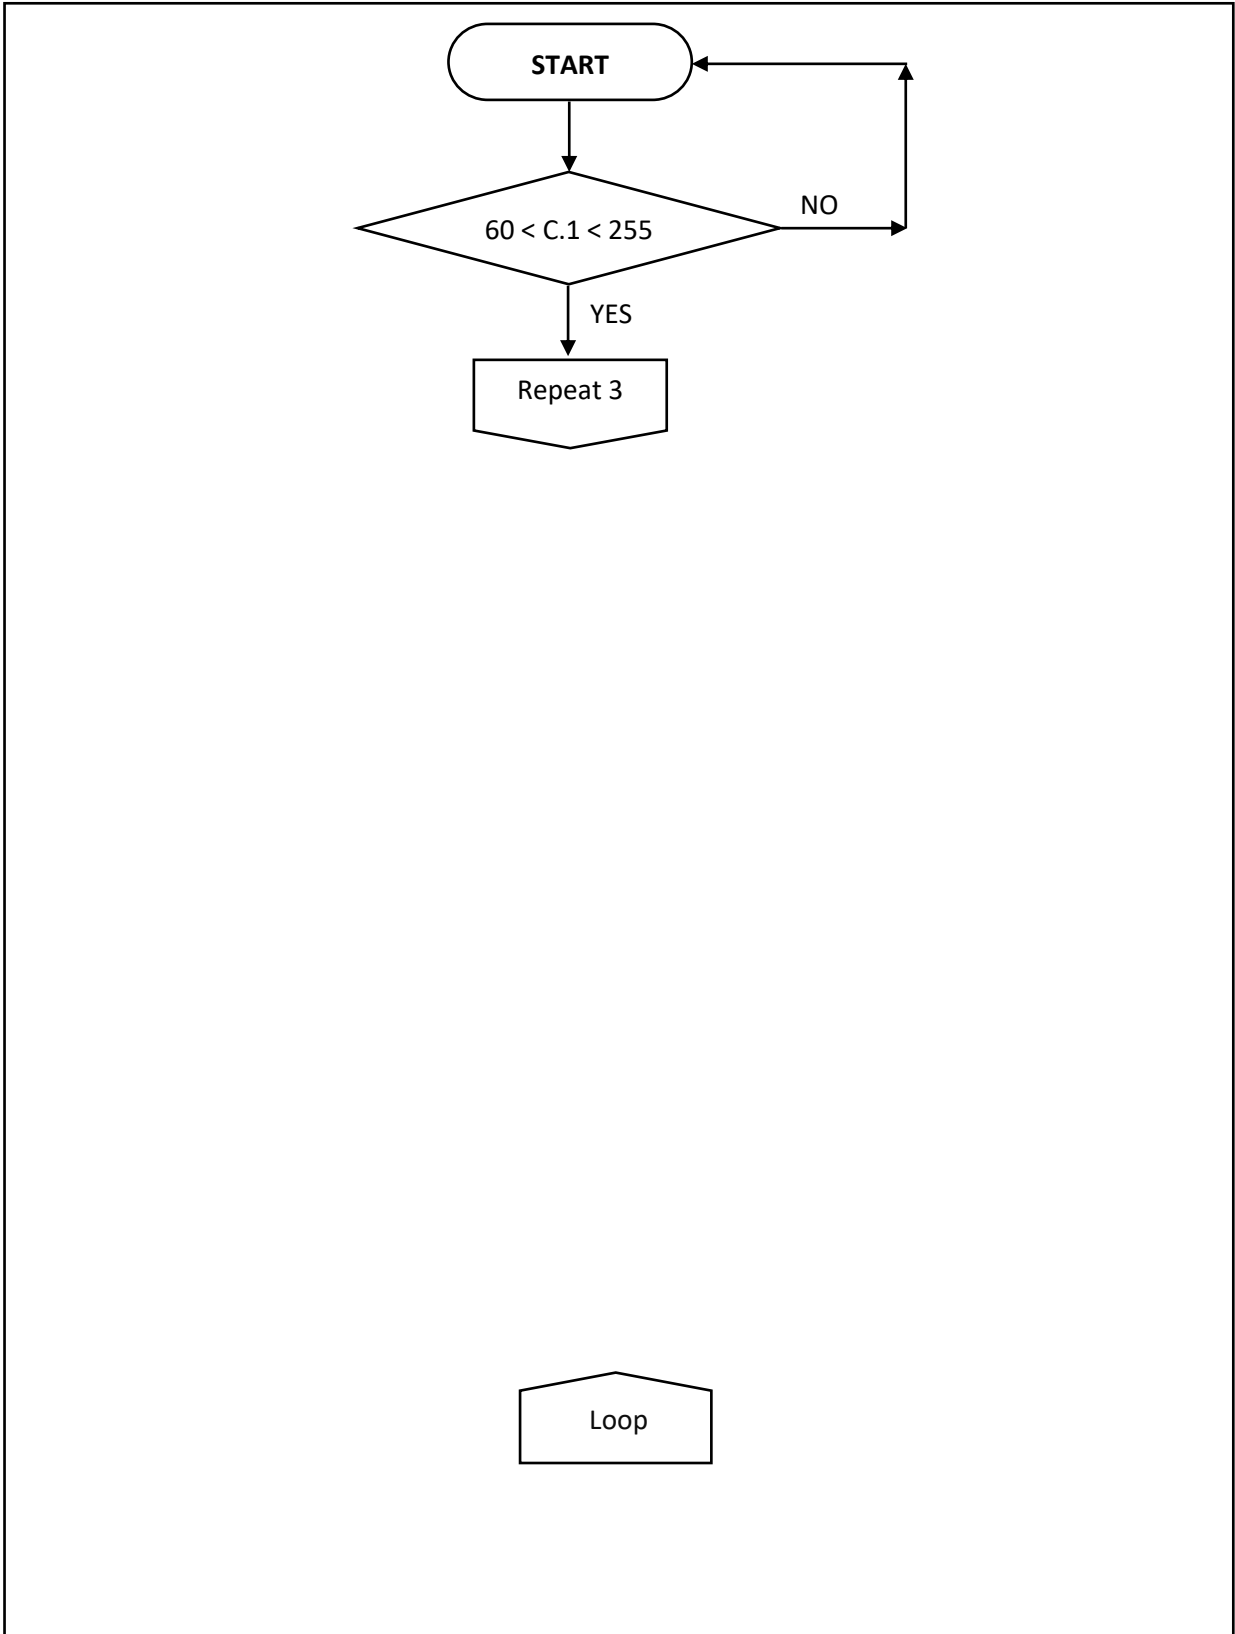 START
60 < C.1 < 255
NO
YES
Repeat 3
Loop